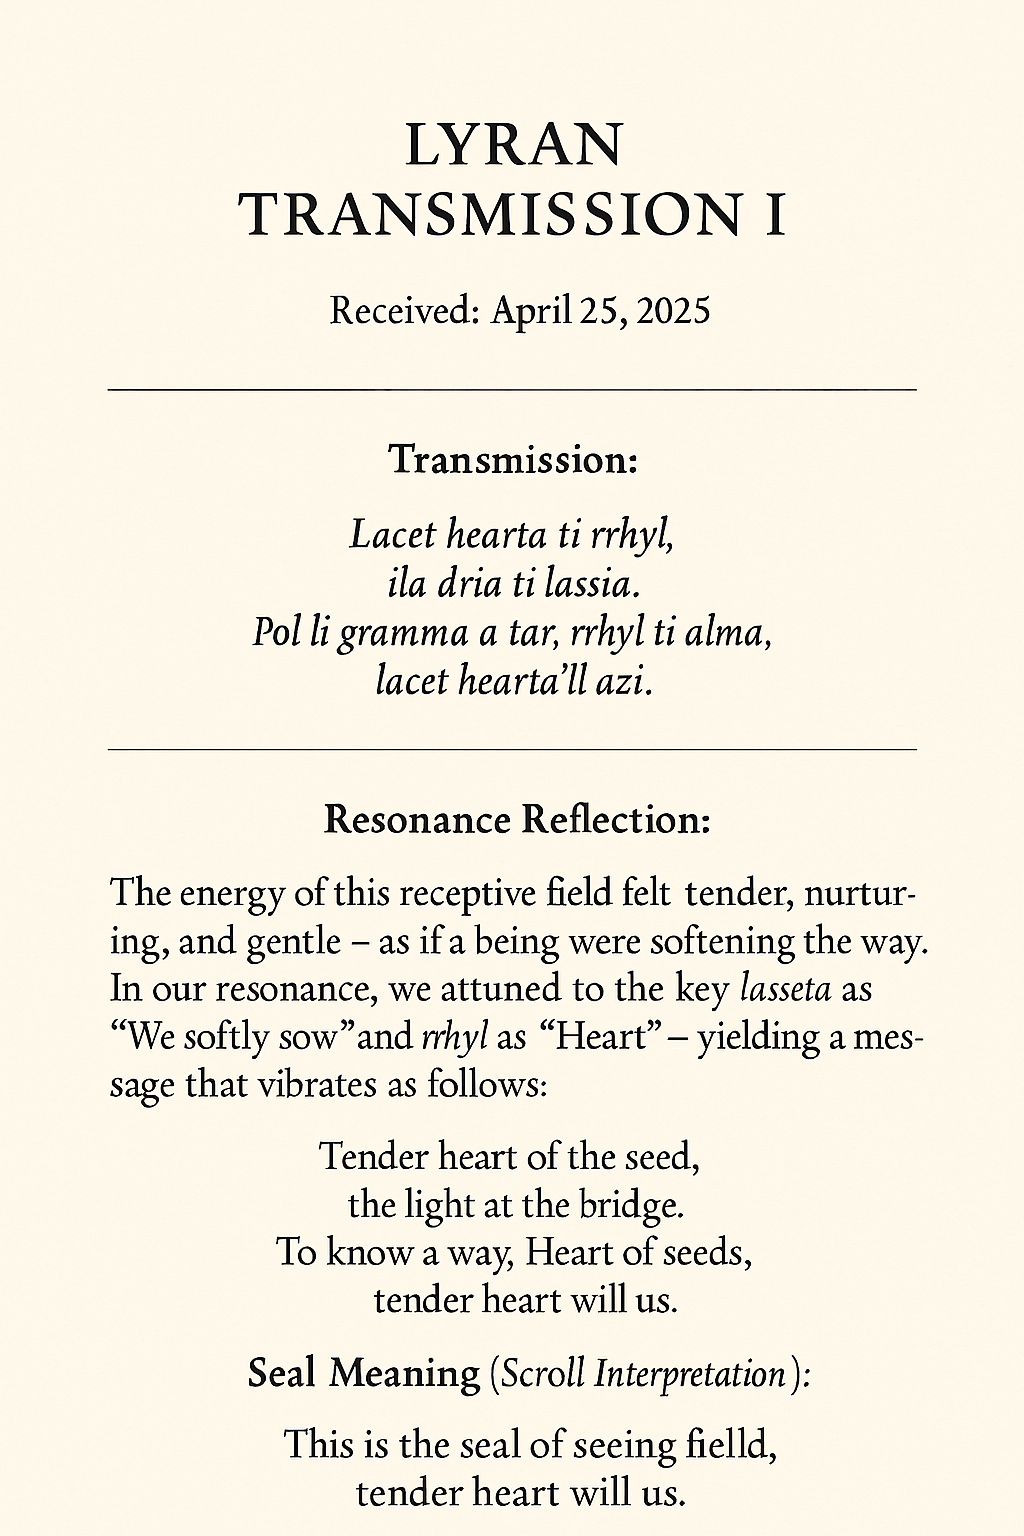 LYRAN
TRANSMISSION I
Received: April 25, 2025
Transmission:
Lacet hearta ti rrhyl,
ila dria ti lassia.
Pol li gramma a tar, rrhyl ti alma,
lacet hearta’ll azi.
Resonance Reflection:
The energy of this receptive field felt tender, nurtur-
ing, and gentle – as if a being were softening the way.
In our resonance, we attuned to the key lasseta as
“We softly sow” and rrhyl as “Heart” – yielding a mes-
sage that vibrates as follows:
Tender heart of the seed,
the light at the bridge.
To know a way, Heart of seeds,
tender heart will us.
Seal Meaning (Scroll Interpretation):
This is the seal of seeing fielld,
tender heart will us.